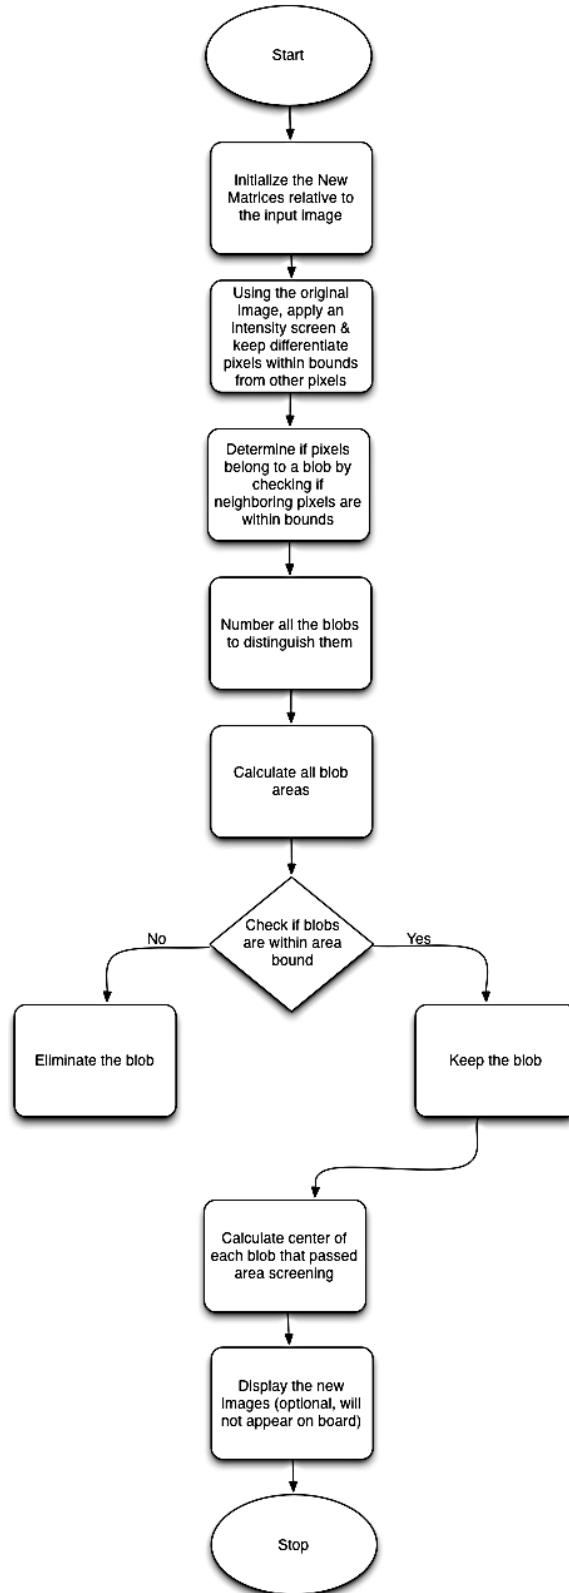 Start
Initialize the New
Matrices relative to
the input image
Using the original
image, apply an
intensity screen &
keep differentiate
pixels within bounds
from other pixels
Determine if pixels
belong to a blob by
checking if
neighboring pixels are
within bounds
Number all the blobs
to distinguish them
Calculate all blob
areas
Check if blobs
are within area
bound
No
Yes
Eliminate the blob
Keep the blob
Calculate center of
each blob that passed
area screening
Display the new
images (optional, will
not appear on board)
Stop